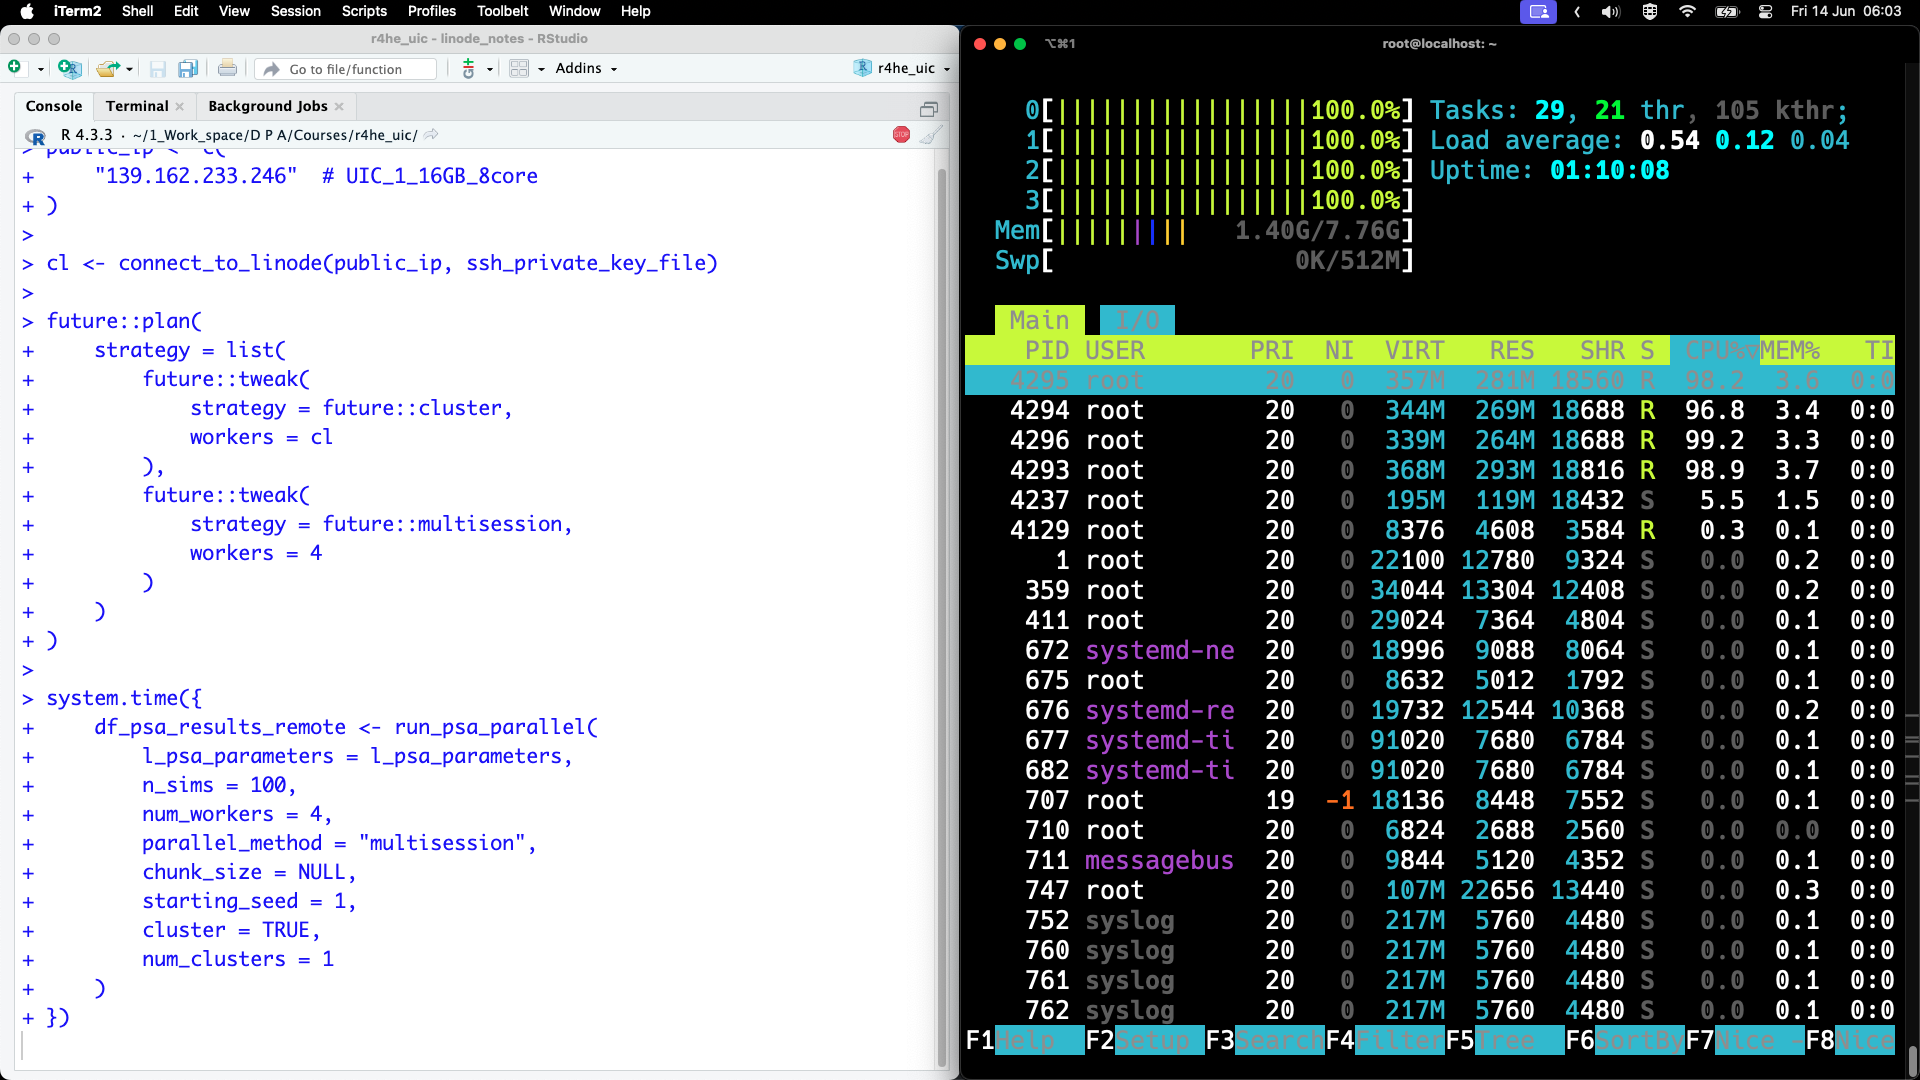 iTerm2 Shell Edit View Session Scripts Profiles Toolbelt Window Help Fri 14 Jun 06:03
r4he_uic - linode_notes - RStudio
Go to file/function Addins r4he_uic
Console Terminal Background Jobs
R 4.3.3 · ~/1_Work_space/D P A/Courses/r4he_uic/
> public_ip <- c(
+     "139.162.233.246"  # UIC_1_16GB_8core
+ )
>
> cl <- connect_to_linode(public_ip, ssh_private_key_file)
>
> future::plan(
+     strategy = list(
+         future::tweak(
+             strategy = future::cluster,
+             workers = cl
+         ),
+         future::tweak(
+             strategy = future::multisession,
+             workers = 4
+         )
+     )
+ )
>
> system.time({
+     df_psa_results_remote <- run_psa_parallel(
+         l_psa_parameters = l_psa_parameters,
+         n_sims = 100,
+         num_workers = 4,
+         parallel_method = "multisession",
+         chunk_size = NULL,
+         starting_seed = 1,
+         cluster = TRUE,
+         num_clusters = 1
+     )
+ })
⌥⌘1 root@localhost: ~
0[||||||||||||||||||100.0%] Tasks: 29, 21 thr, 105 kthr;
1[||||||||||||||||||100.0%] Load average: 0.54 0.12 0.04
2[||||||||||||||||||100.0%] Uptime: 01:10:08
3[||||||||||||||||||100.0%]
Mem[||||||||| 1.40G/7.76G]
Swp[ 0K/512M]
Main I/O
PID USER PRI NI VIRT RES SHR S CPU%▽MEM% TI
4295 root 20 0 357M 281M 18560 R 98.2 3.6 0:0
4294 root 20 0 344M 269M 18688 R 96.8 3.4 0:0
4296 root 20 0 339M 264M 18688 R 99.2 3.3 0:0
4293 root 20 0 368M 293M 18816 R 98.9 3.7 0:0
4237 root 20 0 195M 119M 18432 S 5.5 1.5 0:0
4129 root 20 0 8376 4608 3584 R 0.3 0.1 0:0
1 root 20 0 22100 12780 9324 S 0.0 0.2 0:0
359 root 20 0 34044 13304 12408 S 0.0 0.2 0:0
411 root 20 0 29024 7364 4804 S 0.0 0.1 0:0
672 systemd-ne 20 0 18996 9088 8064 S 0.0 0.1 0:0
675 root 20 0 8632 5012 1792 S 0.0 0.1 0:0
676 systemd-re 20 0 19732 12544 10368 S 0.0 0.2 0:0
677 systemd-ti 20 0 91020 7680 6784 S 0.0 0.1 0:0
682 systemd-ti 20 0 91020 7680 6784 S 0.0 0.1 0:0
707 root 19 -1 18136 8448 7552 S 0.0 0.1 0:0
710 root 20 0 6824 2688 2560 S 0.0 0.0 0:0
711 messagebus 20 0 9844 5120 4352 S 0.0 0.1 0:0
747 root 20 0 107M 22656 13440 S 0.0 0.3 0:0
752 syslog 20 0 217M 5760 4480 S 0.0 0.1 0:0
760 syslog 20 0 217M 5760 4480 S 0.0 0.1 0:0
761 syslog 20 0 217M 5760 4480 S 0.0 0.1 0:0
762 syslog 20 0 217M 5760 4480 S 0.0 0.1 0:0
F1Help F2Setup F3SearchF4FilterF5Tree F6SortByF7Nice -F8Nice